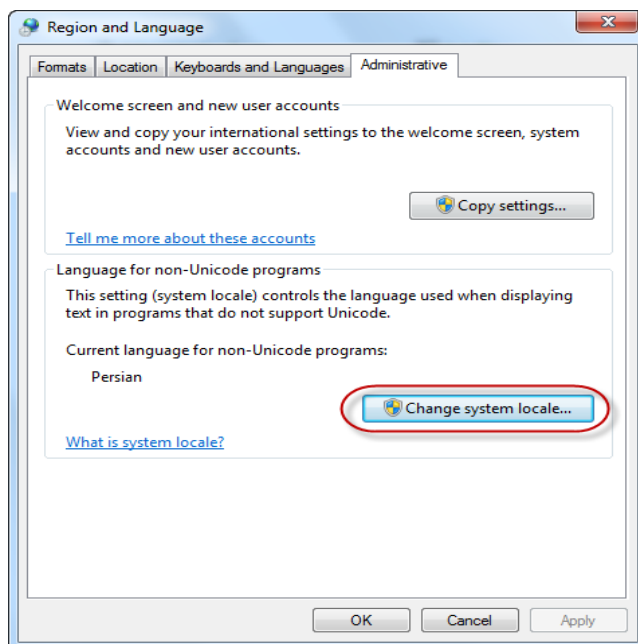 Region and Language
Formats Location Keyboards and Languages Administrative
Welcome screen and new user accounts
View and copy your international settings to the welcome screen, system
accounts and new user accounts.
Copy settings...
Tell me more about these accounts
Language for non-Unicode programs
This setting (system locale) controls the language used when displaying
text in programs that do not support Unicode.
Current language for non-Unicode programs:
Persian
Change system locale...
What is system locale?
OK Cancel Apply